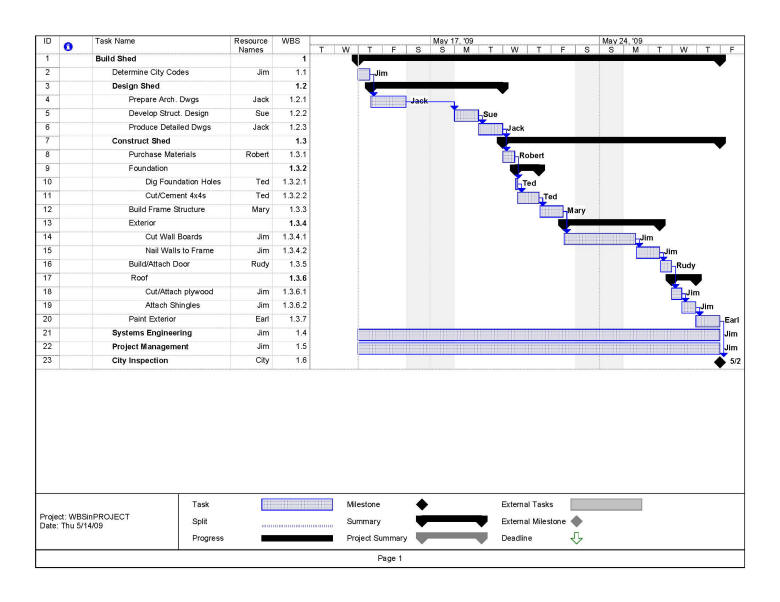 ID Task Name Resource Names WBS May 17, '09 May 24, '09
T W T F S S M T W T F S S M T W T F
1 Build Shed 1
2 Determine City Codes Jim 1.1 Jim
3 Design Shed 1.2
4 Prepare Arch. Dwgs Jack 1.2.1 Jack
5 Develop Struct. Design Sue 1.2.2 Sue
6 Produce Detailed Dwgs Jack 1.2.3 Jack
7 Construct Shed 1.3
8 Purchase Materials Robert 1.3.1 Robert
9 Foundation 1.3.2
10 Dig Foundation Holes Ted 1.3.2.1 Ted
11 Cut/Cement 4x4s Ted 1.3.2.2 Ted
12 Build Frame Structure Mary 1.3.3 Mary
13 Exterior 1.3.4
14 Cut Wall Boards Jim 1.3.4.1 Jim
15 Nail Walls to Frame Jim 1.3.4.2 Jim
16 Build/Attach Door Rudy 1.3.5 Rudy
17 Roof 1.3.6
18 Cut/Attach plywood Jim 1.3.6.1 Jim
19 Attach Shingles Jim 1.3.6.2 Jim
20 Paint Exterior Earl 1.3.7 Earl
21 Systems Engineering Jim 1.4 Jim
22 Project Management Jim 1.5 Jim
23 City Inspection City 1.6 5/2
Project: WBSinPROJECT
Date: Thu 5/14/09
Task Milestone External Tasks
Split Summary External Milestone
Progress Project Summary Deadline
Page 1